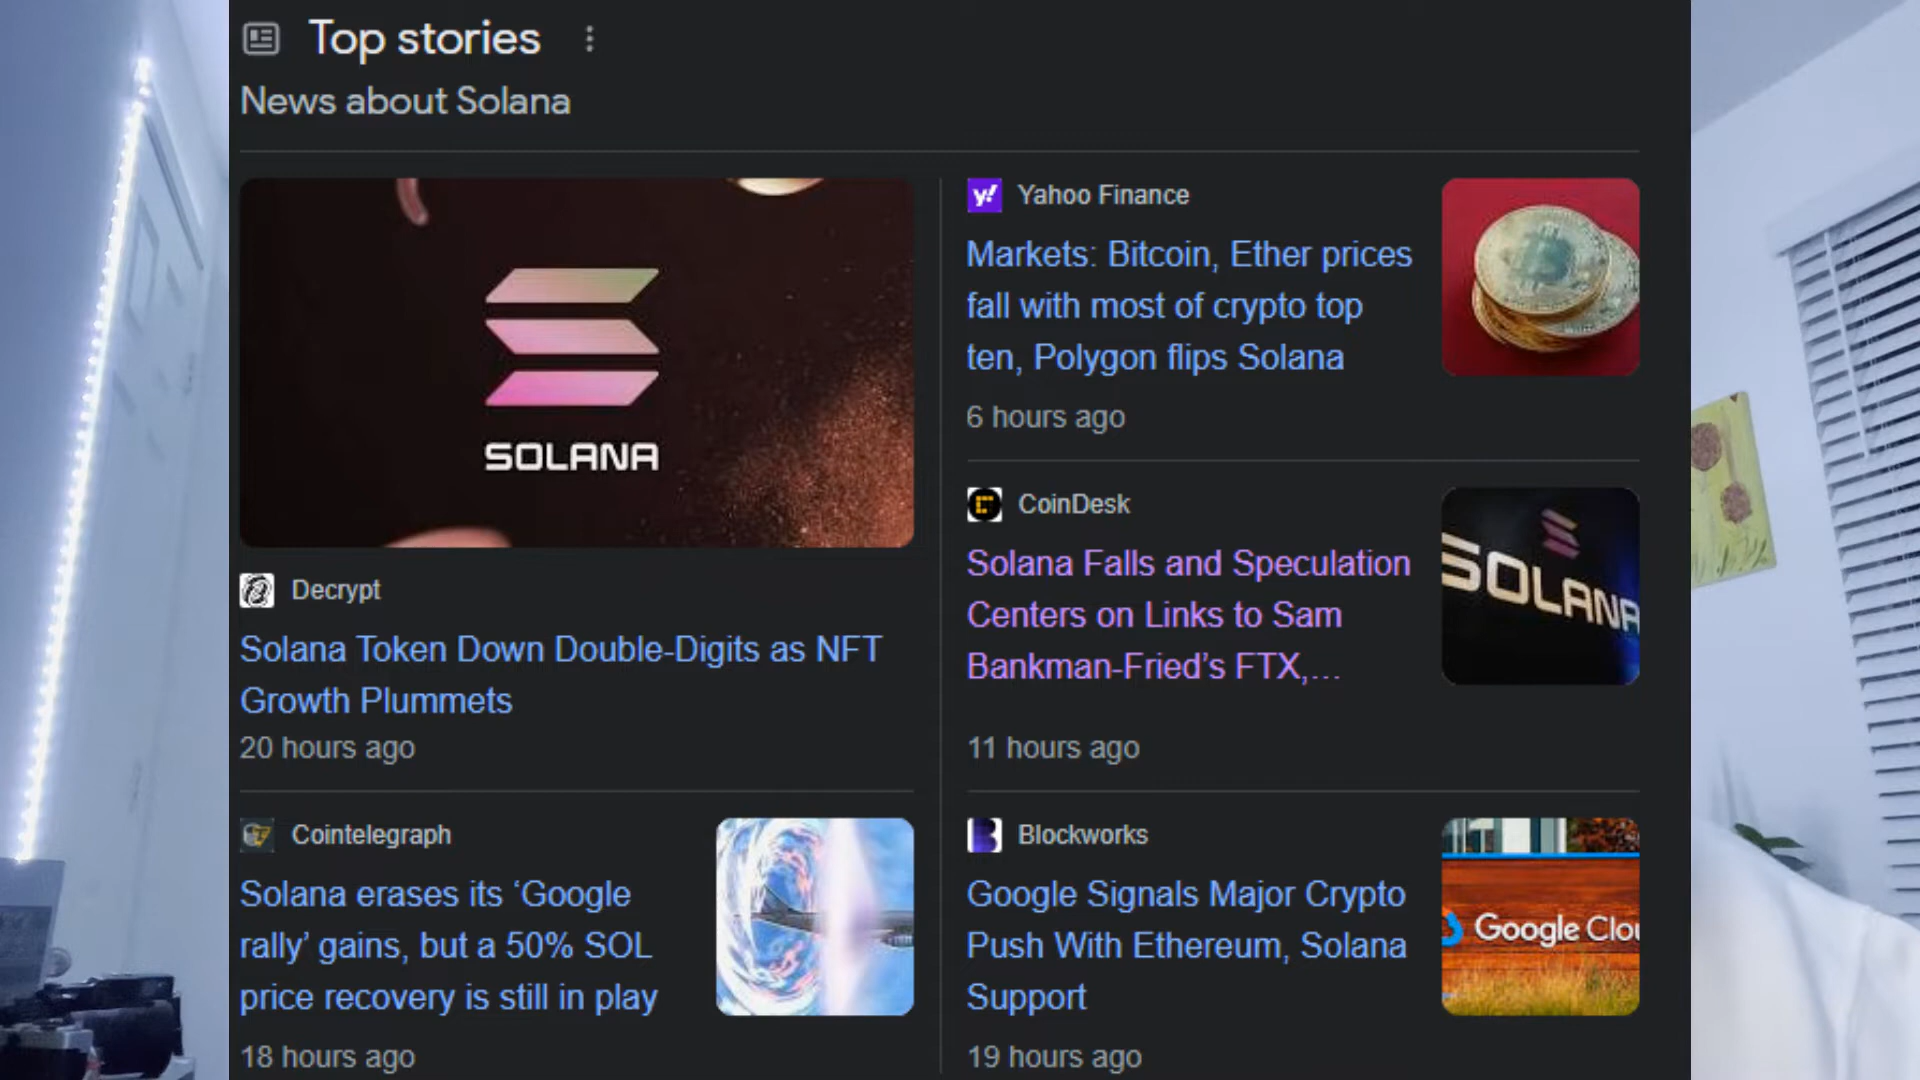 Top stories
News about Solana
SOLANA
Decrypt
Solana Token Down Double-Digits as NFT
Growth Plummets
20 hours ago
Cointelegraph
Solana erases its ‘Google
rally’ gains, but a 50% SOL
price recovery is still in play
18 hours ago
y!
Yahoo Finance
Markets: Bitcoin, Ether prices
fall with most of crypto top
ten, Polygon flips Solana
6 hours ago
CoinDesk
Solana Falls and Speculation
Centers on Links to Sam
Bankman-Fried’s FTX,...
11 hours ago
SOLANA
Blockworks
Google Signals Major Crypto
Push With Ethereum, Solana
Support
19 hours ago
Google Clou